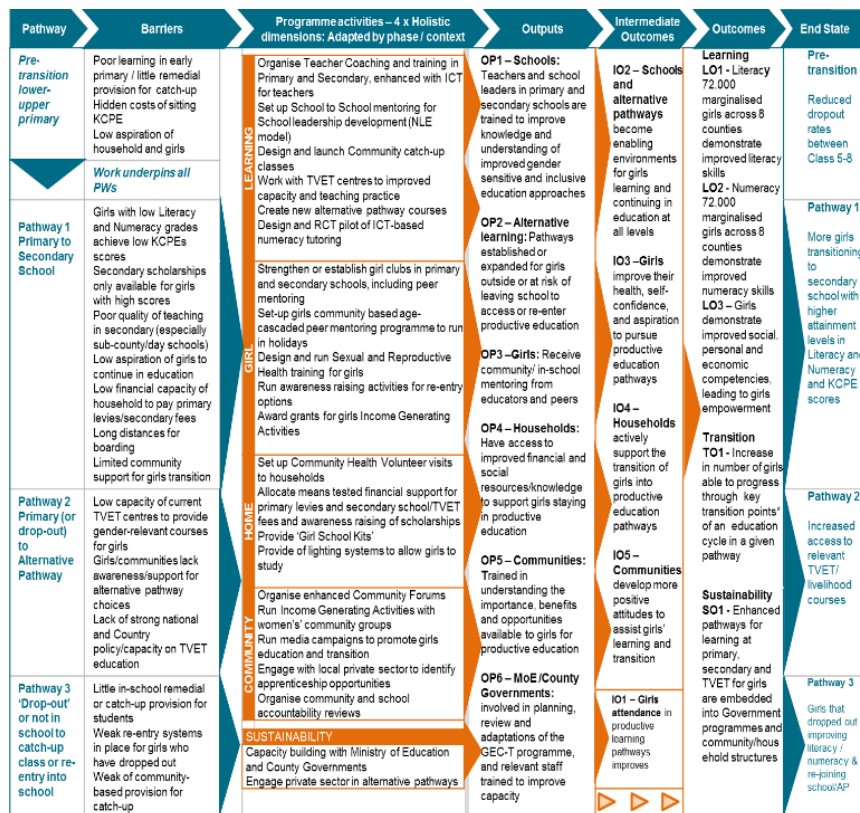 Pathway
Barriers
Programme activities – 4 x Holistic
dimensions: Adapted by phase / context
Outputs
Intermediate
Outcomes
Outcomes
End State
Pre-
transition
lower-
upper
primary
Pathway 1
Primary to
Secondary
School
Pathway 2
Primary (or
drop-out)
to
Alternative
Pathway
Pathway 3
'Drop-out'
or not in
school to
catch-up
class or re-
entry into
school
Poor learning in early
primary / little remedial
provision for catch-up
Hidden costs of sitting
KCPE
Low aspiration of
household and girls
Work underpins all
PWs
Girls with low Literacy
and Numeracy grades
achieve low KCPEs
scores
Secondary scholarships
only available for girls
with high scores
Poor quality of teaching
in secondary (especially
sub-county/day schools)
Low aspiration of girls to
continue in education
Low financial capacity of
household to pay primary
levies/secondary fees
Long distances for
boarding
Limited community
support for girls transition
Low capacity of current
TVET centres to provide
gender-relevant courses
for girls
Girls/communities lack
awareness/support for
alternative pathway
choices
Lack of strong national
and Country
policy/capacity on TVET
education
Little in-school remedial
or catch-up provision for
students
Weak re-entry systems
in place for girls who
have dropped out
Weak of community-
based provision for
catch-up
LEARNING
Organise Teacher Coaching and training in
Primary and Secondary, enhanced with ICT
for teachers
Set up School to School mentoring for
School leadership development (NLE
model)
Design and launch Community catch-up
classes
Work with TVET centres to improved
capacity and teaching practice
Create new alternative pathway courses
Design and RCT pilot of ICT-based
numeracy tutoring
GIRL
Strengthen or establish girl clubs in primary
and secondary schools, including peer
mentoring
Set-up girls community based age-
cascaded peer mentoring programme to run
in holidays
Design and run Sexual and Reproductive
Health training for girls
Run awareness raising activities for re-entry
options
Award grants for girls Income Generating
Activities
HOME
Set up Community Health Volunteer visits
to households
Allocate means tested financial support for
primary levies and secondary school/TVET
fees and awareness raising of scholarships
Provide 'Girl School Kits'
Provide of lighting systems to allow girls to
study
COMMUNITY
Organise enhanced Community Forums
Run Income Generating Activities with
women's' community groups
Run media campaigns to promote girls
education and transition
Engage with local private sector to identify
apprenticeship opportunities
Organise community and school
accountability reviews
SUSTAINABILITY
Capacity building with Ministry of Education
and County Governments
Engage private sector in alternative pathways
OP1 – Schools:
Teachers and school
leaders in primary and
secondary schools are
trained to improve
knowledge and
understanding of
improved gender
sensitive and inclusive
education approaches
OP2 – Alternative
learning: Pathways
established or
expanded for girls
outside or at risk of
leaving school to
access or re-enter
productive education
OP3 –Girls: Receive
community/ in-school
mentoring from
educators and peers
OP4 – Households:
Have access to
improved financial and
social
resources/knowledge
to support girls staying
in productive
education
OP5 – Communities:
Trained in
understanding the
importance, benefits
and opportunities
available to girls for
productive education
OP6 – MoE/County
Governments:
involved in planning,
review and
adaptations of the
GEC-T programme,
and relevant staff
trained to improve
capacity
IO2 – Schools
and
alternative
pathways
become
enabling
environments
for girls
learning and
continuing in
education at
all levels
IO3 –Girls
improve their
health, self-
confidence,
and aspiration
to pursue
productive
education
pathways
IO4 –
Households
actively
support the
transition of
girls into
productive
education
pathways
IO5 –
Communities
develop more
positive
attitudes to
assist girls'
learning and
transition
IO1 – Girls
attendance in
productive
learning
pathways
improves
Learning
LO1 - Literacy
72,000
marginalised
girls across 8
counties
demonstrate
improved literacy
skills
LO2 - Numeracy
72,000
marginalised
girls across 8
counties
demonstrate
improved
numeracy skills
LO3 – Girls
demonstrate
improved social,
personal and
economic
competencies,
leading to girls
empowerment
Transition
TO1 - Increase
in number of girls
able to progress
through key
transition points*
of an education
cycle in a given
pathway
Sustainability
SO1 - Enhanced
pathways for
learning at
primary,
secondary and
TVET for girls
are embedded
into Government
programmes and
community/hous
ehold structures
Pre-
transition
Reduced
dropout
rates
between
Class 5-8
Pathway 1
More girls
transitioning
to
secondary
school with
higher
attainment
levels in
Literacy and
Numeracy
and KCPE
scores
Pathway 2
Increased
access to
relevant
TVET/
livelihood
courses
Pathway 3
Girls that
dropped out
improving
literacy /
numeracy &
re-joining
school/AP